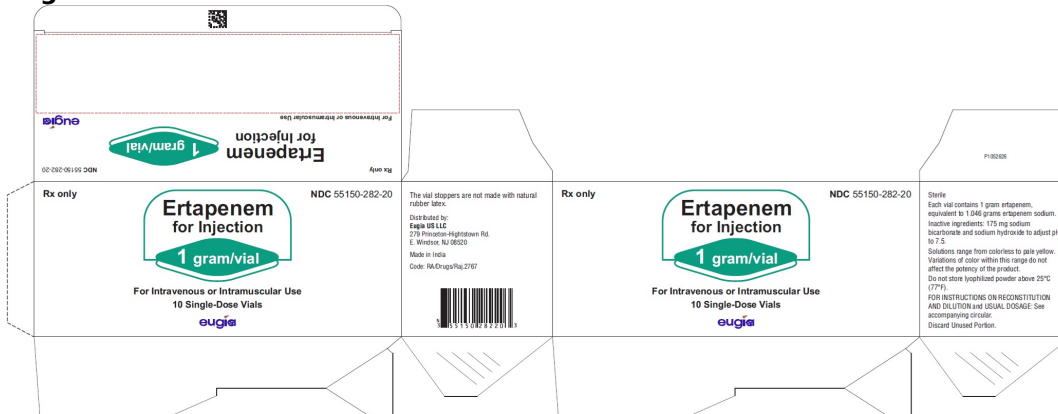 Rx only
NDC 55150-282-20
Ertapenem
for Injection
1 gram/vial
For Intravenous or Intramuscular Use
eugia
Rx only
NDC 55150-282-20
Ertapenem
for Injection
1 gram/vial
For Intravenous or Intramuscular Use
10 Single-Dose Vials
eugia
The vial stoppers are not made with natural
rubber latex.
Distributed by:
Eugia US LLC
279 Princeton-Hightstown Rd.
E. Windsor, NJ 08520
Made in India
Code: RA/Drugs/Raj.2767
3 55150 28220 3
Rx only
NDC 55150-282-20
Ertapenem
for Injection
1 gram/vial
For Intravenous or Intramuscular Use
10 Single-Dose Vials
eugia
Sterile
Each vial contains 1 gram ertapenem,
equivalent to 1.046 grams ertapenem sodium.
Inactive ingredients: 175 mg sodium
bicarbonate and sodium hydroxide to adjust pH
to 7.5.
Solutions range from colorless to pale yellow.
Variations of color within this range do not
affect the potency of the product.
Do not store lyophilized powder above 25°C
(77°F).
FOR INSTRUCTIONS ON RECONSTITUTION
AND DILUTION and USUAL DOSAGE: See
accompanying circular.
Discard Unused Portion.